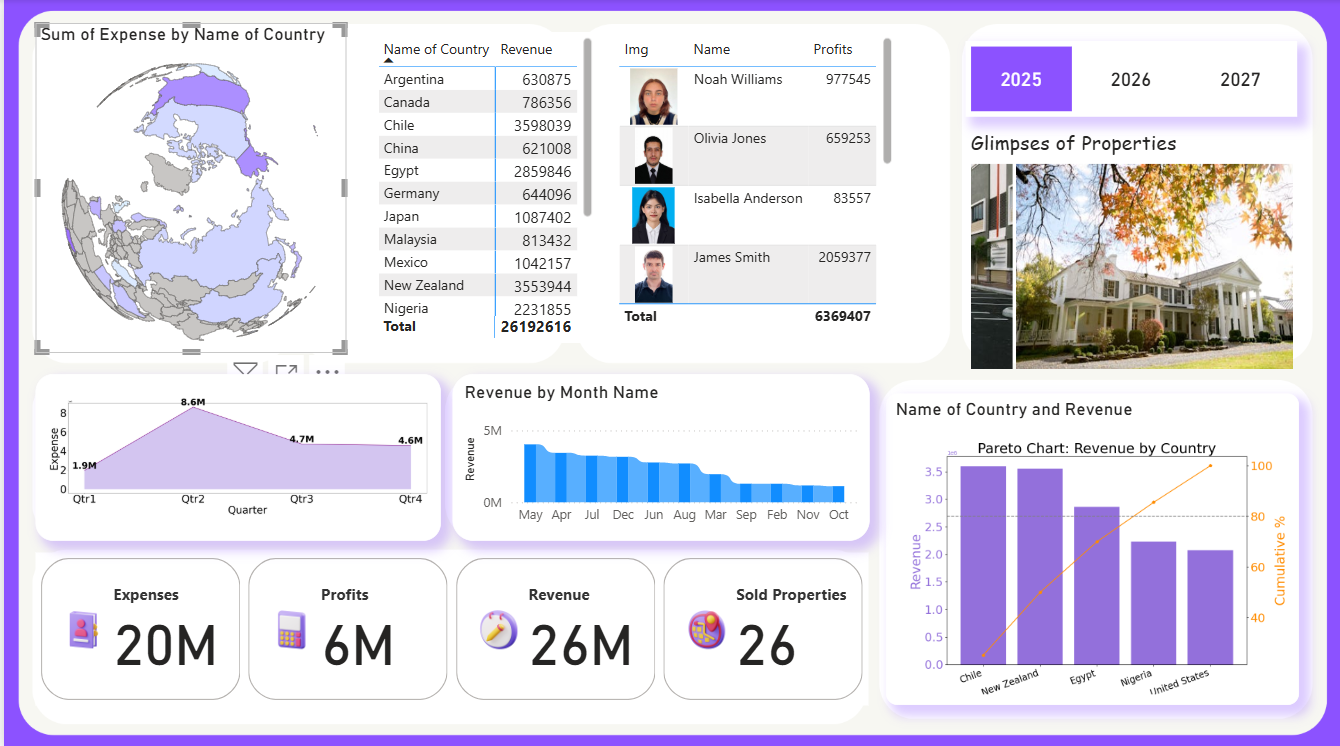 Sum of Expense by Name of Country
Name of Country Revenue
Argentina 630875
Canada 786356
Chile 3598039
China 621008
Egypt 2859846
Germany 644096
Japan 1087402
Malaysia 813432
Mexico 1042157
New Zealand 3553944
Nigeria 2231855
Total 26192616
Img Name Profits
Noah Williams 977545
Olivia Jones 659253
Isabella Anderson 83557
James Smith 2059377
Total 6369407
2025 2026 2027
Glimpses of Properties
8.6M
8
6
4.7M
4.6M
4
1.9M
2
0
Expense
Qtr1 Qtr2 Qtr3 Qtr4
Quarter
Revenue by Month Name
5M
0M
Revenue
May Apr Jul Dec Jun Aug Mar Sep Feb Nov Oct
Name of Country and Revenue
Pareto Chart: Revenue by Country
1e6
3.5
3.0
2.5
2.0
1.5
1.0
0.5
0.0
Revenue
100
80
60
40
Cumulative %
Chile New Zealand Egypt Nigeria United States
Expenses
20M
Profits
6M
Revenue
26M
Sold Properties
26